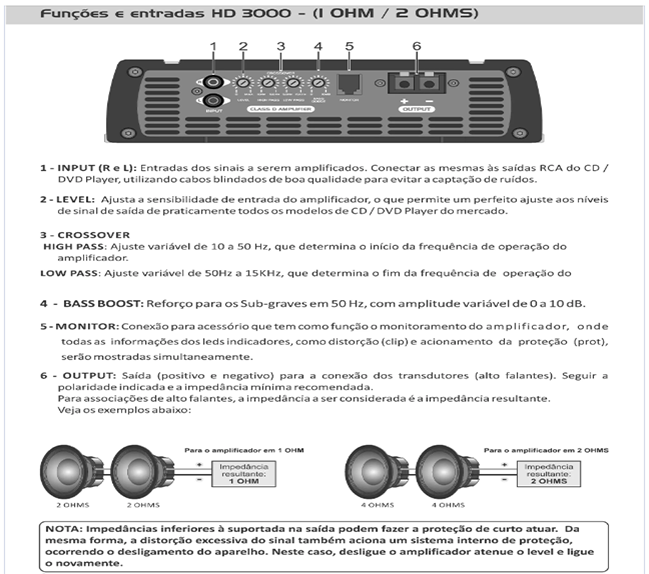 Funções e entradas HD 3000 - (1 OHM / 2 OHMS)
1 2 3 4 5 6
INPUT
LEVEL
HIGH PASS LOW PASS
CLASS D AMPLIFIER
OUTPUT
+ -
1 - INPUT (R e L): Entradas dos sinais a serem amplificados. Conectar as mesmas às saídas RCA do CD /
DVD Player, utilizando cabos blindados de boa qualidade para evitar a captação de ruídos.
2 - LEVEL: Ajusta a sensibilidade de entrada do amplificador, o que permite um perfeito ajuste aos níveis
de sinal de saída de praticamente todos os modelos de CD / DVD Player do mercado.
3 - CROSSOVER
HIGH PASS: Ajuste variável de 10 a 50 Hz, que determina o início da frequência de operação do
amplificador.
LOW PASS: Ajuste variável de 50Hz a 15KHz, que determina o fim da frequência de operação do
4 - BASS BOOST: Reforço para os Sub-graves em 50 Hz, com amplitude variável de 0 a 10 dB.
5 - MONITOR: Conexão para acessório que tem como função o monitoramento do amplificador, onde
todas as informações dos leds indicadores, como distorção (clip) e acionamento da proteção (prot),
serão mostradas simultaneamente.
6 - OUTPUT: Saída (positivo e negativo) para a conexão dos transdutores (alto falantes). Seguir a
polaridade indicada e a impedância mínima recomendada.
Para associações de alto falantes, a impedância a ser considerada é a impedância resultante.
Veja os exemplos abaixo:
Para o amplificador em 1 OHM
+
-
Impedância
resultante:
1 OHM
2 OHMS 2 OHMS
Para o amplificador em 2 OHMS
+
-
Impedância
resultante:
2 OHMS
4 OHMS 4 OHMS
NOTA: Impedâncias inferiores à suportada na saída podem fazer a proteção de curto atuar. Da
mesma forma, a distorção excessiva do sinal também aciona um sistema interno de proteção,
ocorrendo o desligamento do aparelho. Neste caso, desligue o amplificador atenue o level e ligue
o novamente.